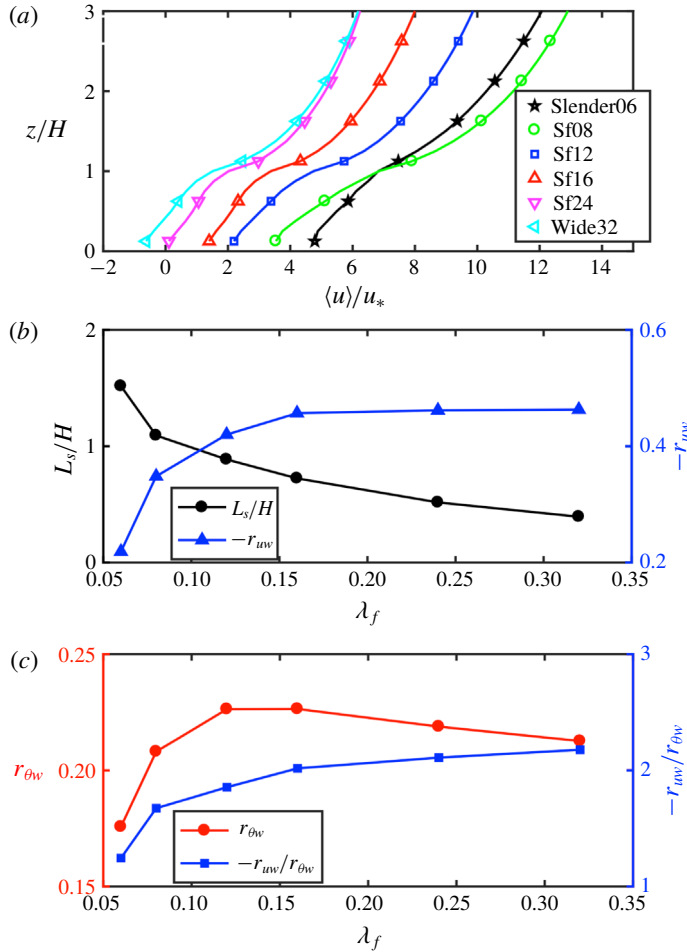 (a)
3
2
z/H
1
0
Slender06
Sf08
Sf12
Sf16
Sf24
Wide32
−2 0 2 4 6 8 10 12 14
⟨u⟩/u*
(b)
2
1
0
L_s/H
0.6
0.4
0.2
−r_uw
L_s/H
−r_uw
0.05 0.10 0.15 0.20 0.25 0.30 0.35
λ_f
(c)
0.25
0.20
0.15
r_θw
3
2
1
−r_uw/r_θw
r_θw
−r_uw/r_θw
0.05 0.10 0.15 0.20 0.25 0.30 0.35
λ_f